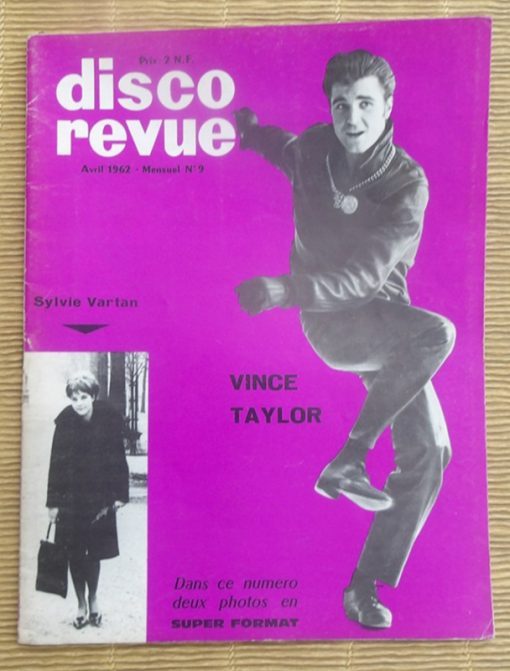 Prix 2 N.F.
disco
revue
Avril 1962 - Mensuel N°9
Sylvie Vartan
VINCE
TAYLOR
Dans ce numero
deux photos en
SUPER FORMAT